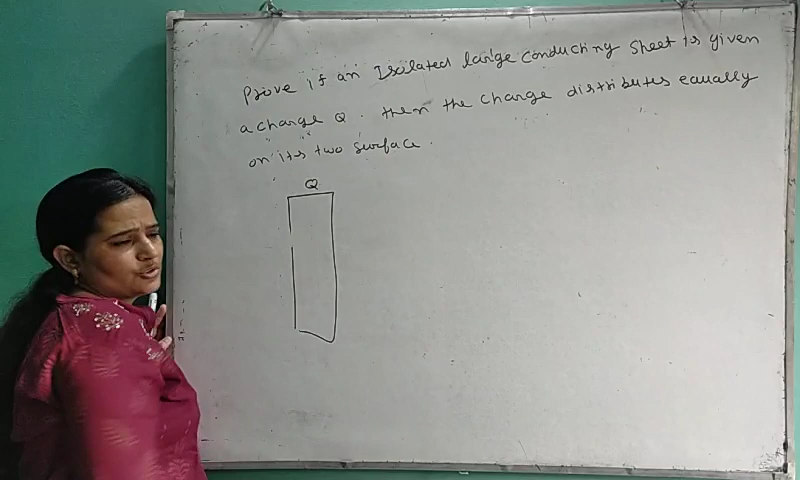 Prove if an Isolated large conducting sheet is given
a charge Q. then the charge distributes equally
on its two surface.
Q